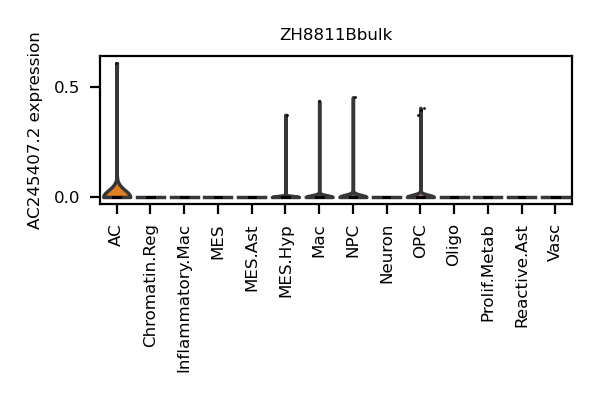 ZH8811Bbulk
AC245407.2 expression
0.5
0.0
AC
Chromatin.Reg
Inflammatory.Mac
MES
MES.Ast
MES.Hyp
Mac
NPC
Neuron
OPC
Oligo
Prolif.Metab
Reactive.Ast
Vasc